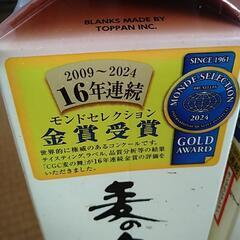 BLANKS MADE BY
TOPPAN INC.
2009〜2024
16年連続
モンドセレクション
金賞受賞
世界的に権威のあるコンクールです。
テイスティング、ラベル、品質分析等の結果
「CGC麦の舞」が16年連続金賞の評価を
いただきました。
SINCE 1961
MONDE SELECTION
BRUXELLES
2024
GOLD
AWARD
麦の